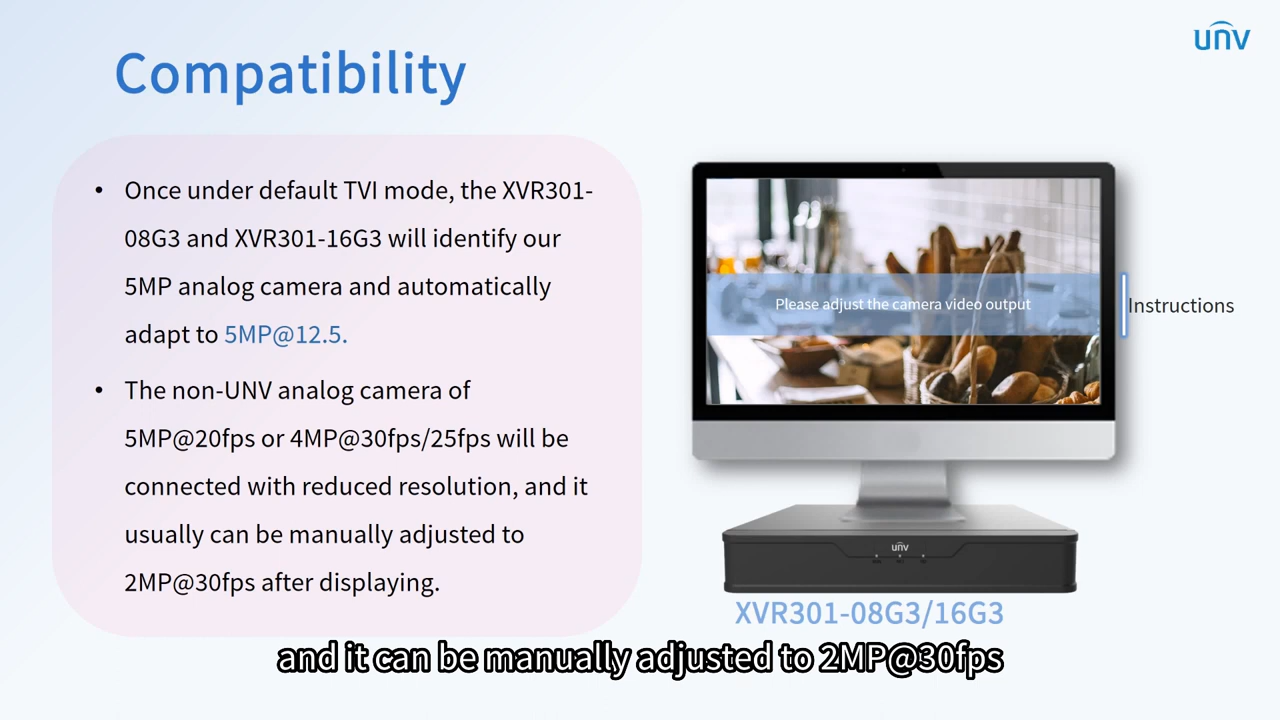 unv
Compatibility
• Once under default TVI mode, the XVR301-
08G3 and XVR301-16G3 will identify our
5MP analog camera and automatically
adapt to 5MP@12.5.
• The non-UNV analog camera of
5MP@20fps or 4MP@30fps/25fps will be
connected with reduced resolution, and it
usually can be manually adjusted to
2MP@30fps after displaying.
Please adjust the camera video output
Instructions
unv
XVR301-08G3/16G3
and it can be manually adjusted to 2MP@30fps